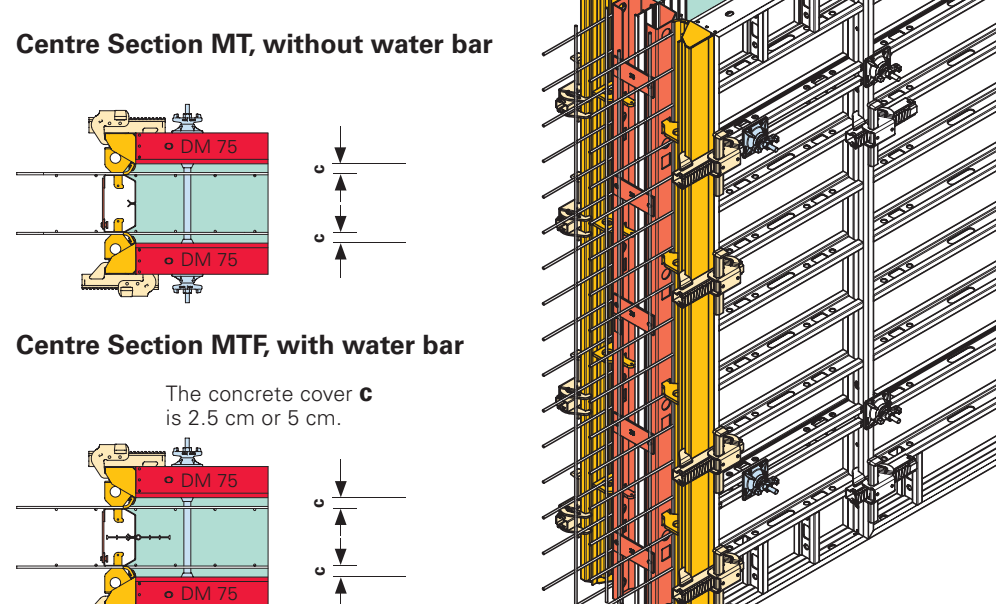 Centre Section MT, without water bar
DM 75
c
c
DM 75
Centre Section MTF, with water bar
The concrete cover c
is 2.5 cm or 5 cm.
DM 75
c
c
DM 75